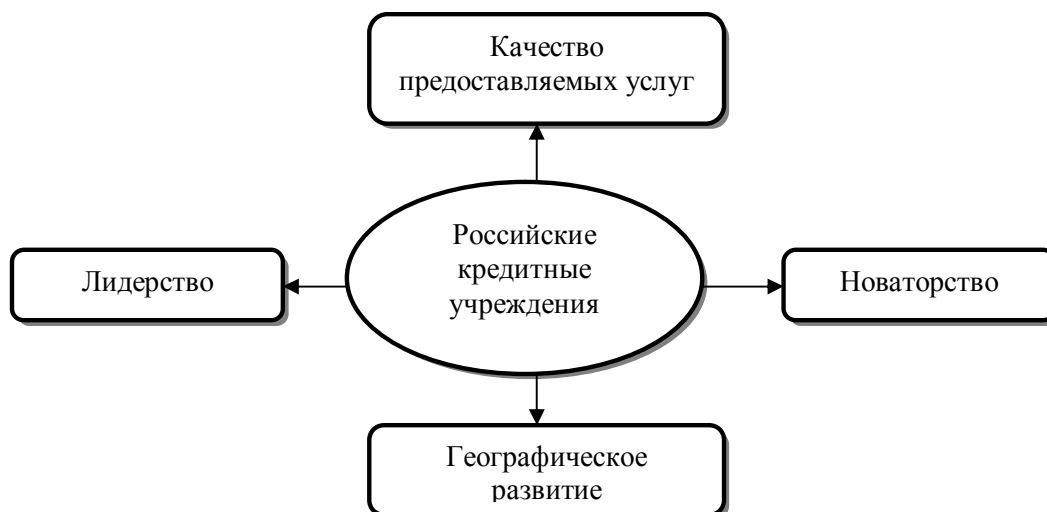 Качество
предоставляемых услуг
Российские
кредитные
учреждения
Лидерство
Новаторство
Географическое
развитие